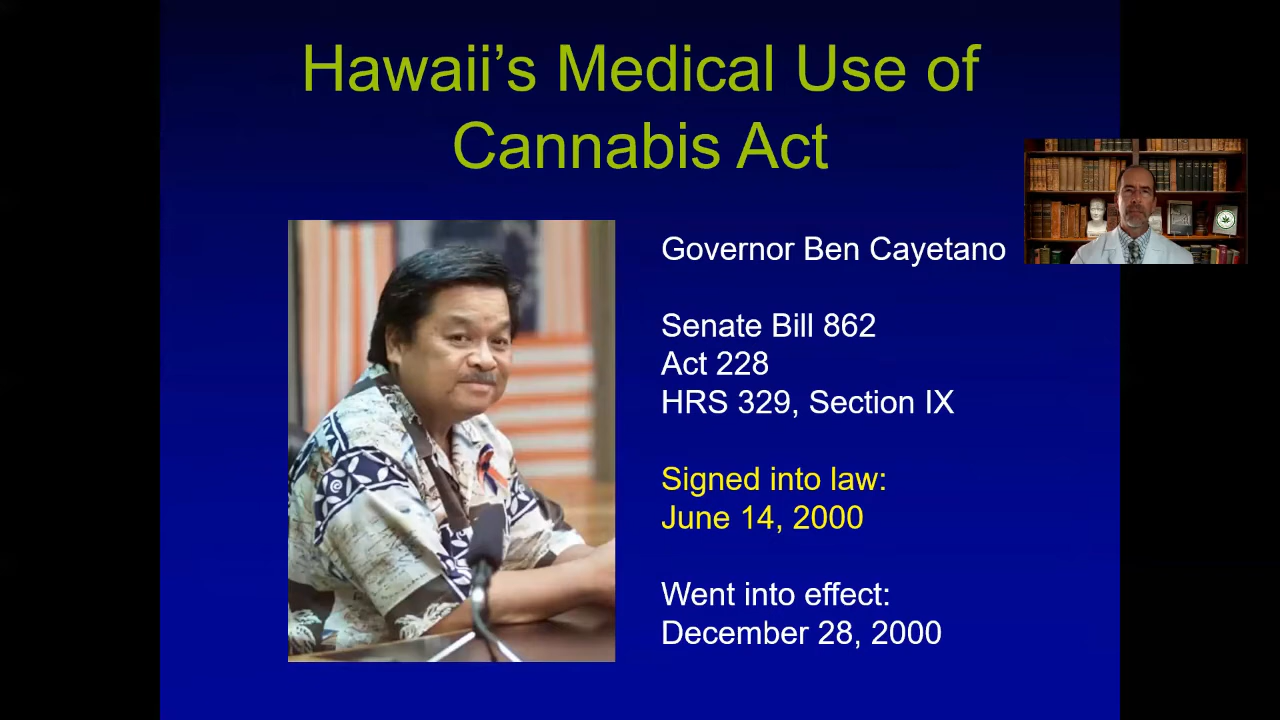 Hawaii’s Medical Use of
Cannabis Act
Governor Ben Cayetano
Senate Bill 862
Act 228
HRS 329, Section IX
Signed into law:
June 14, 2000
Went into effect:
December 28, 2000